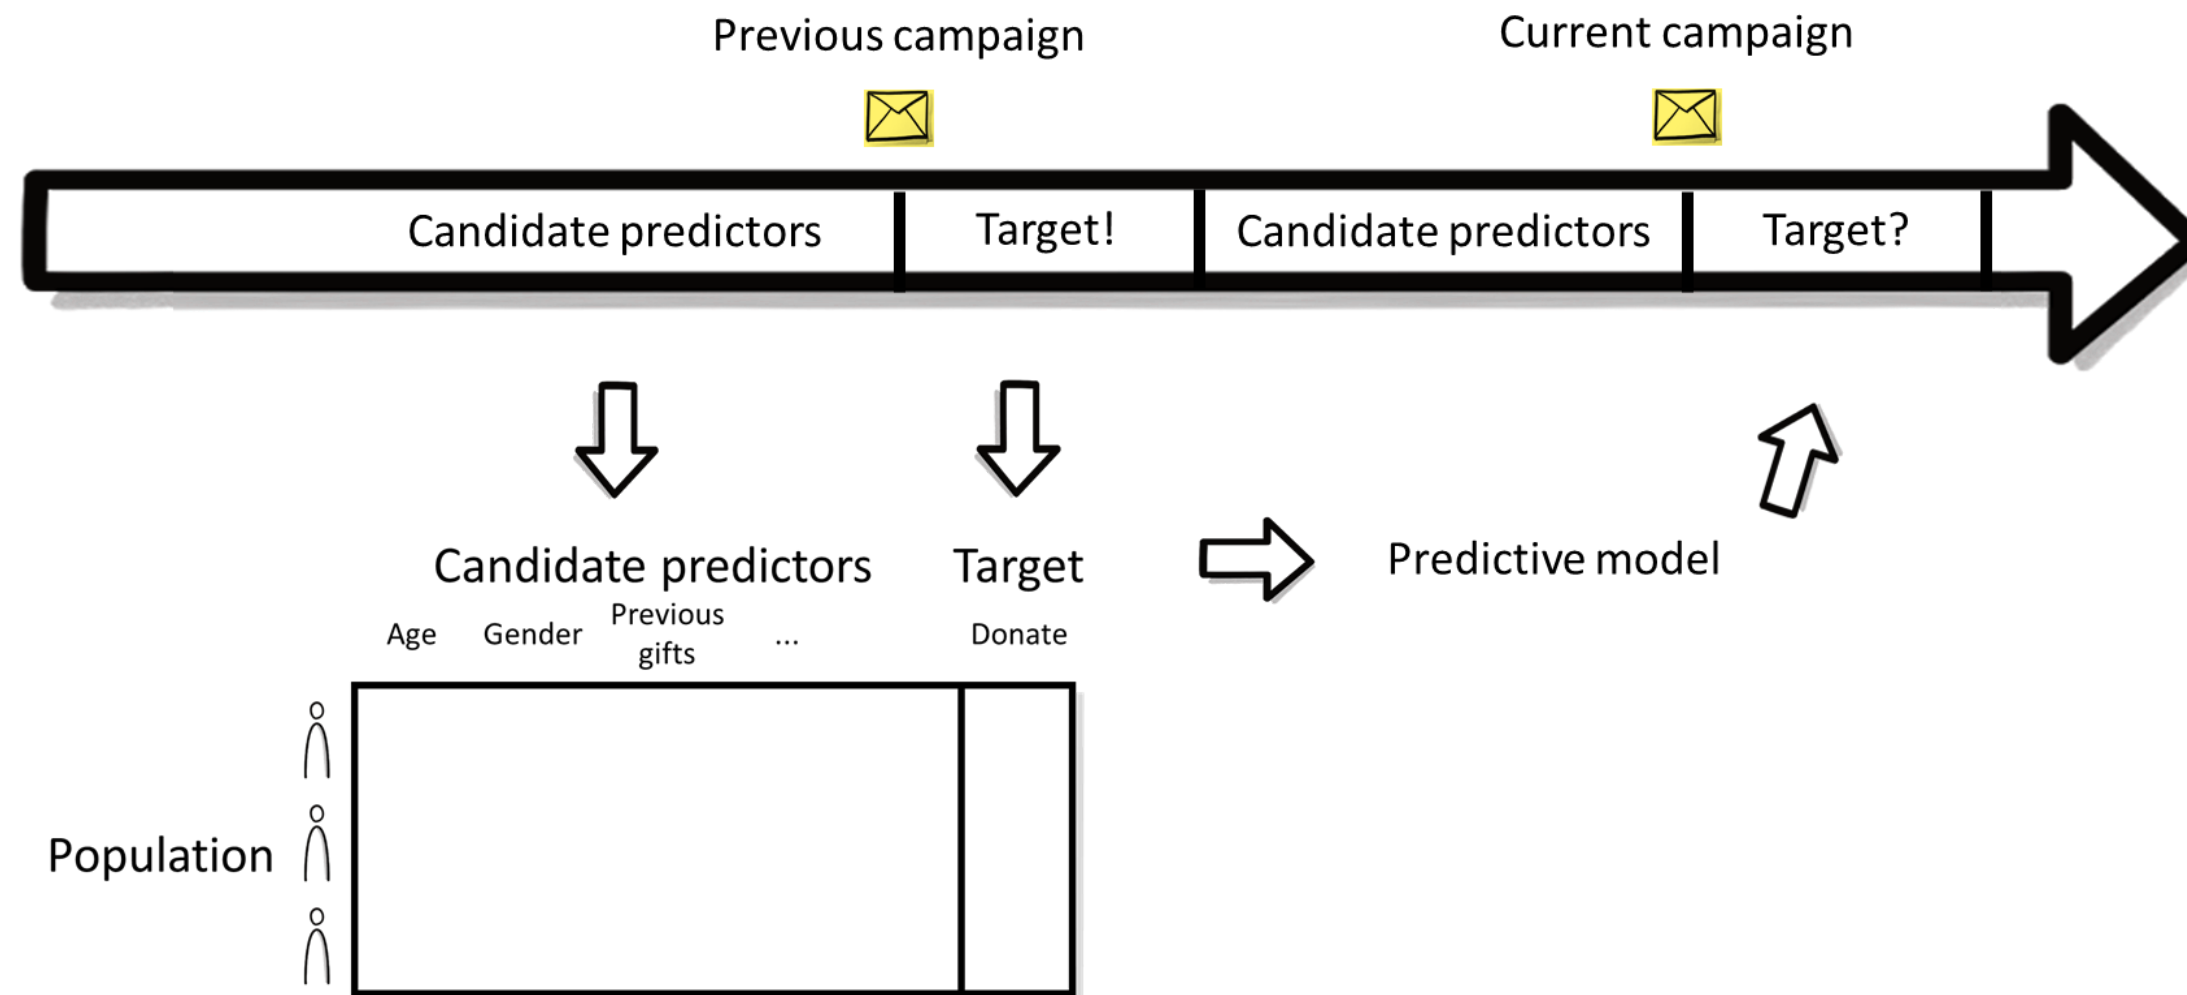 Previous campaign
Current campaign
Candidate predictors
Target!
Candidate predictors
Target?
Candidate predictors
Target
Predictive model
Age
Gender
Previous
gifts
...
Donate
Population